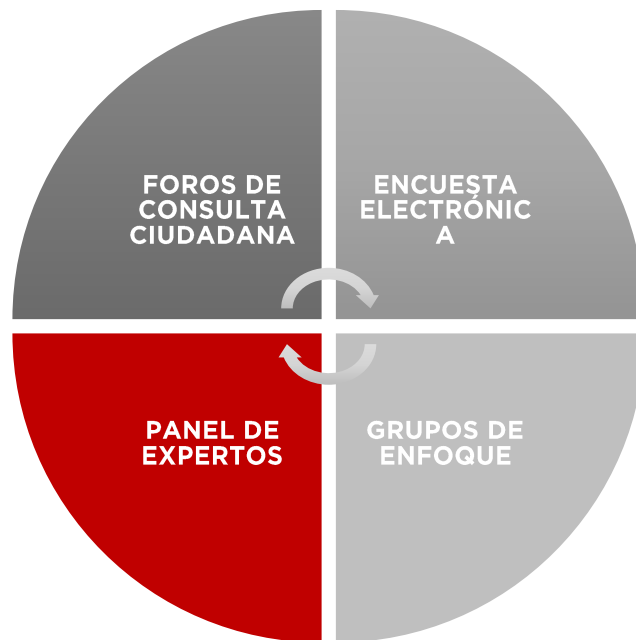 FOROS DE
CONSULTA
CIUDADANA
ENCUESTA
ELECTRÓNIC
A
PANEL DE
EXPERTOS
GRUPOS DE
ENFOQUE